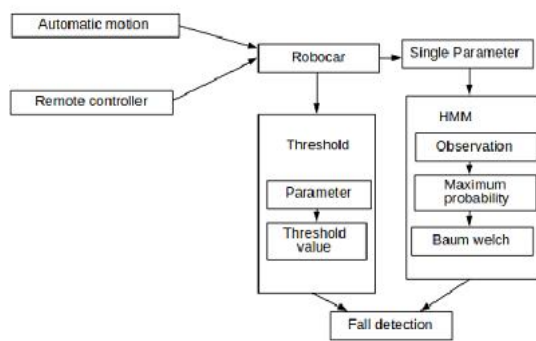 Automatic motion
Robocar
Single Parameter
Remote controller
Threshold
Parameter
Threshold
value
HMM
Observation
Maximum
probability
Baum welch
Fall detection